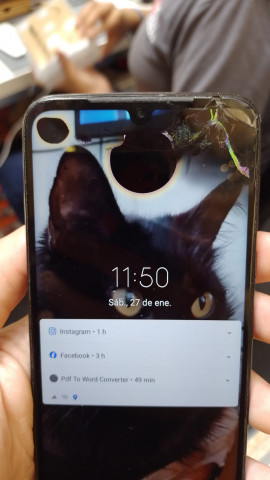 11:50
Sáb., 27 de ene.
Instagram • 1 h
Facebook • 3 h
Pdf To Word Converter • 49 min